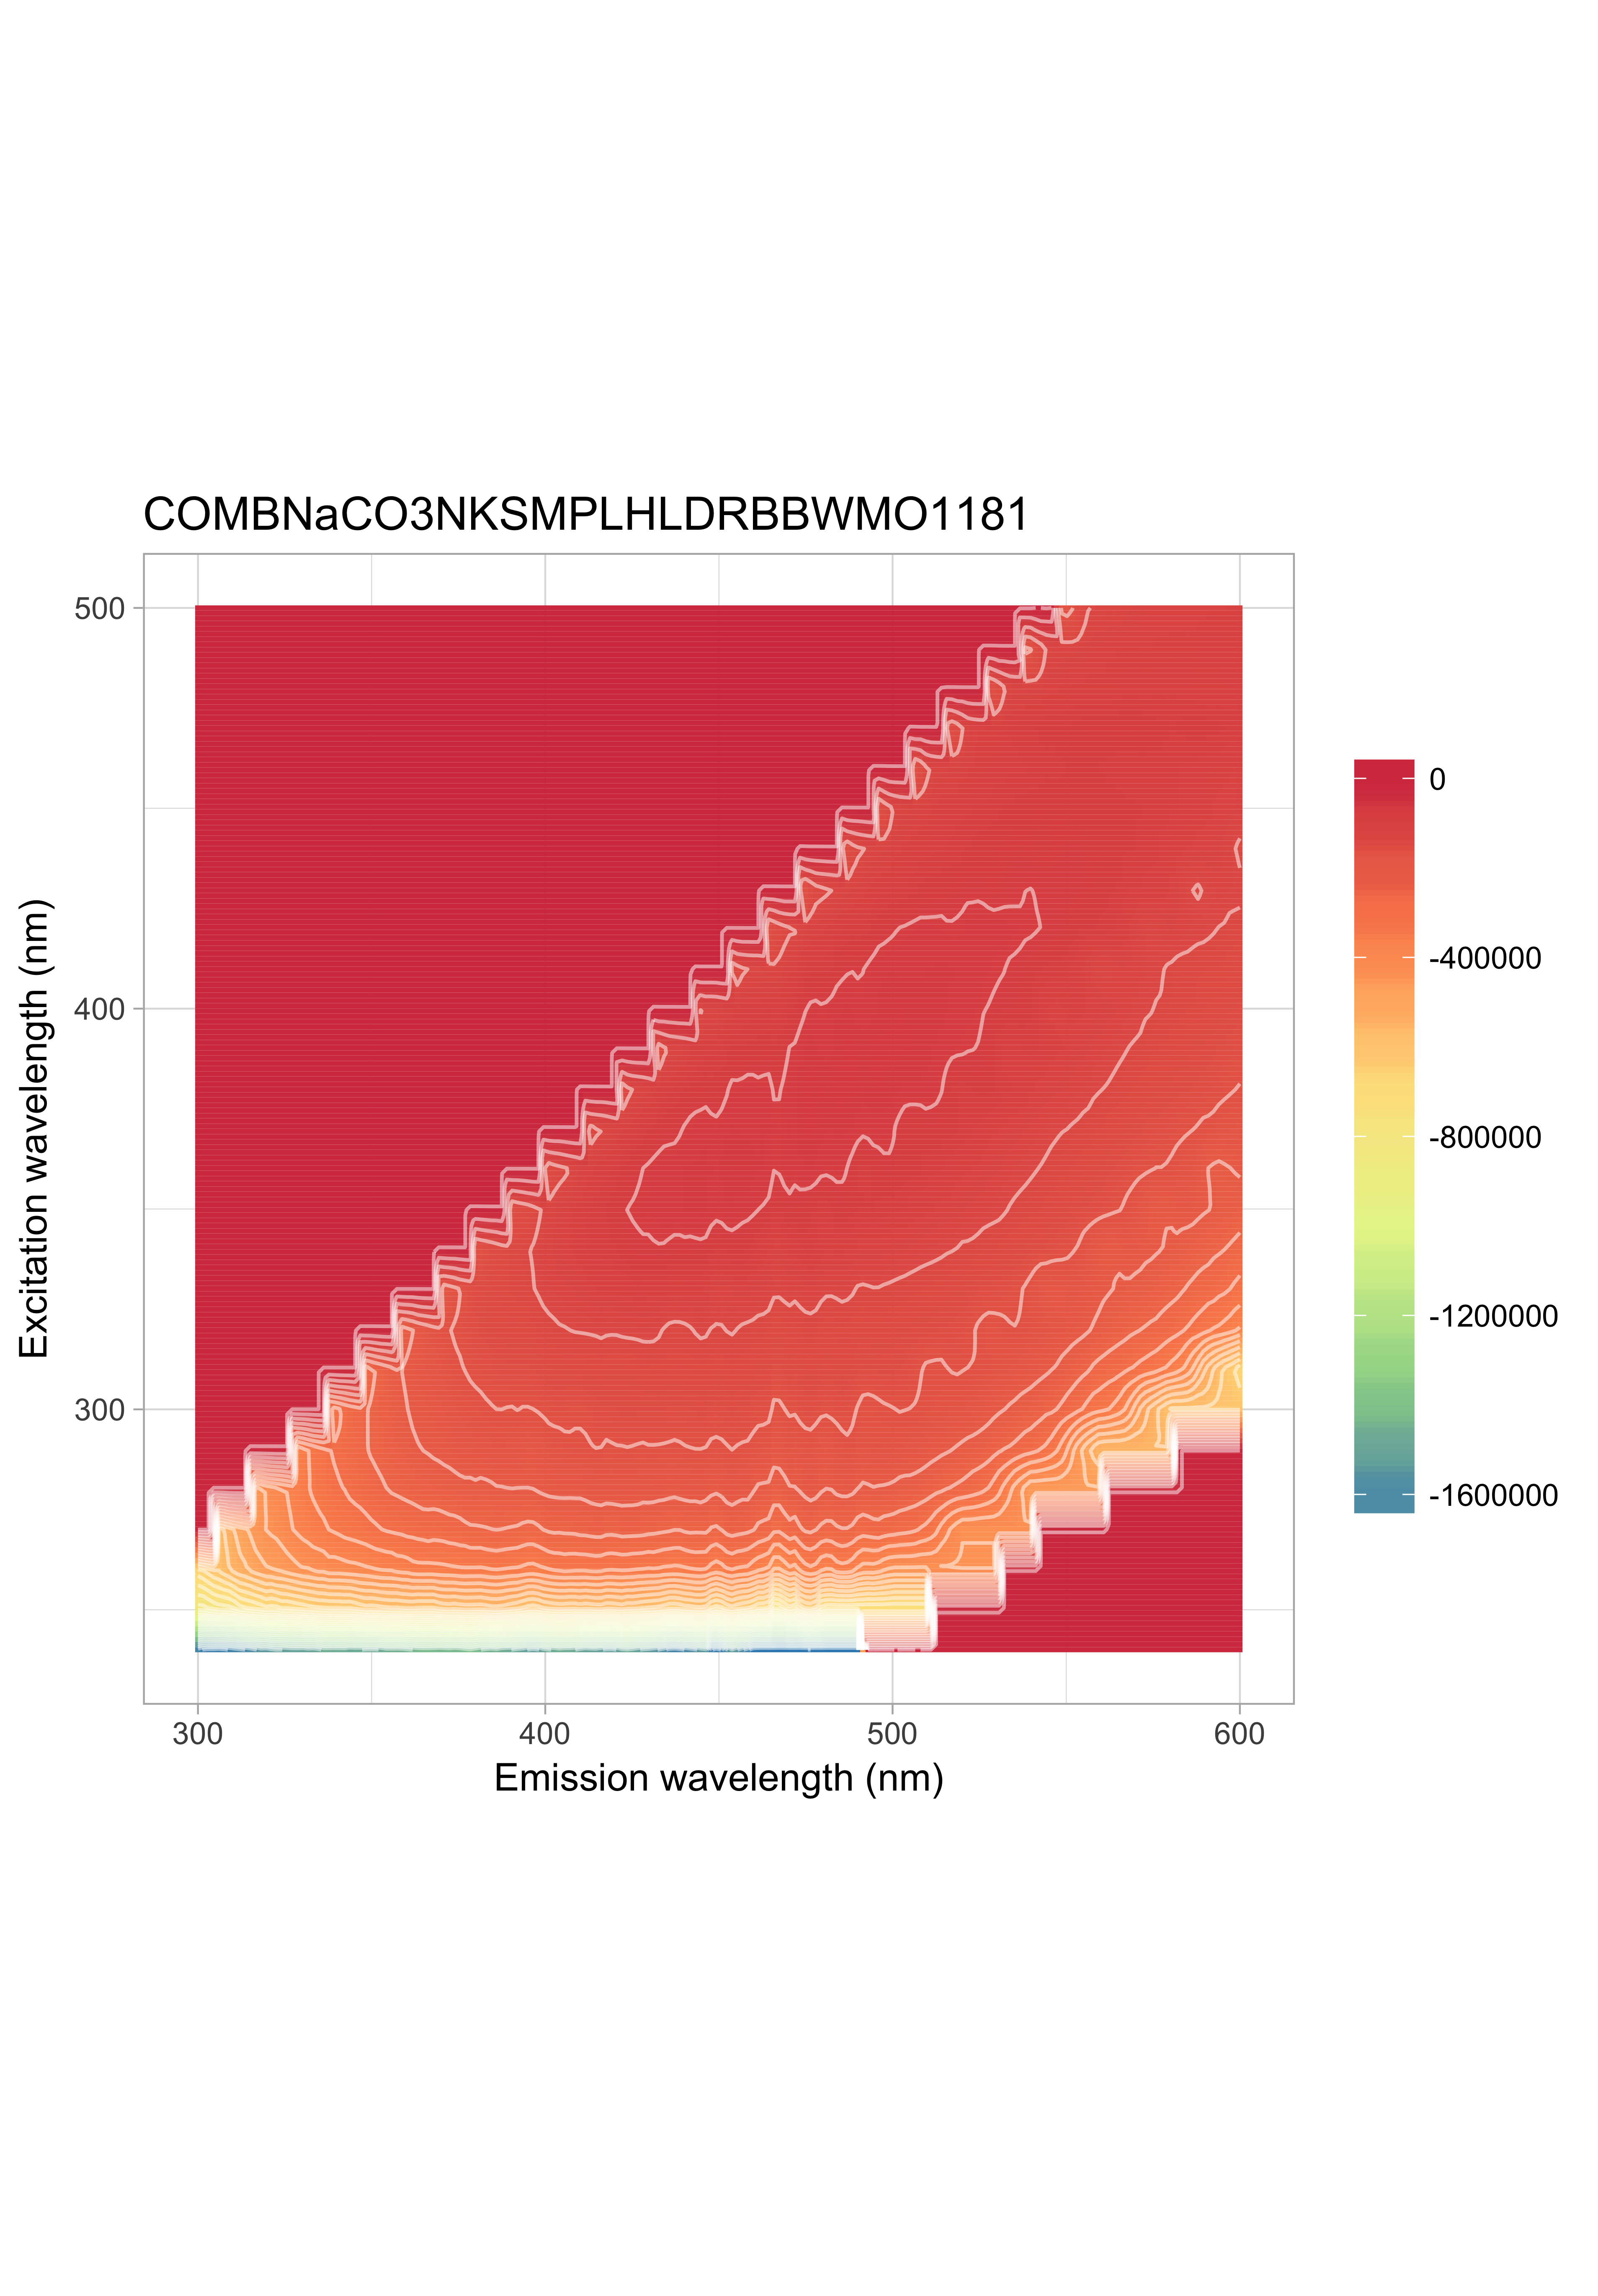 COMBNaCO3NKSMPLHLDRBBWMO1181
Excitation wavelength (nm)
500
400
300
300 400 500 600
Emission wavelength (nm)
0
-400000
-800000
-1200000
-1600000